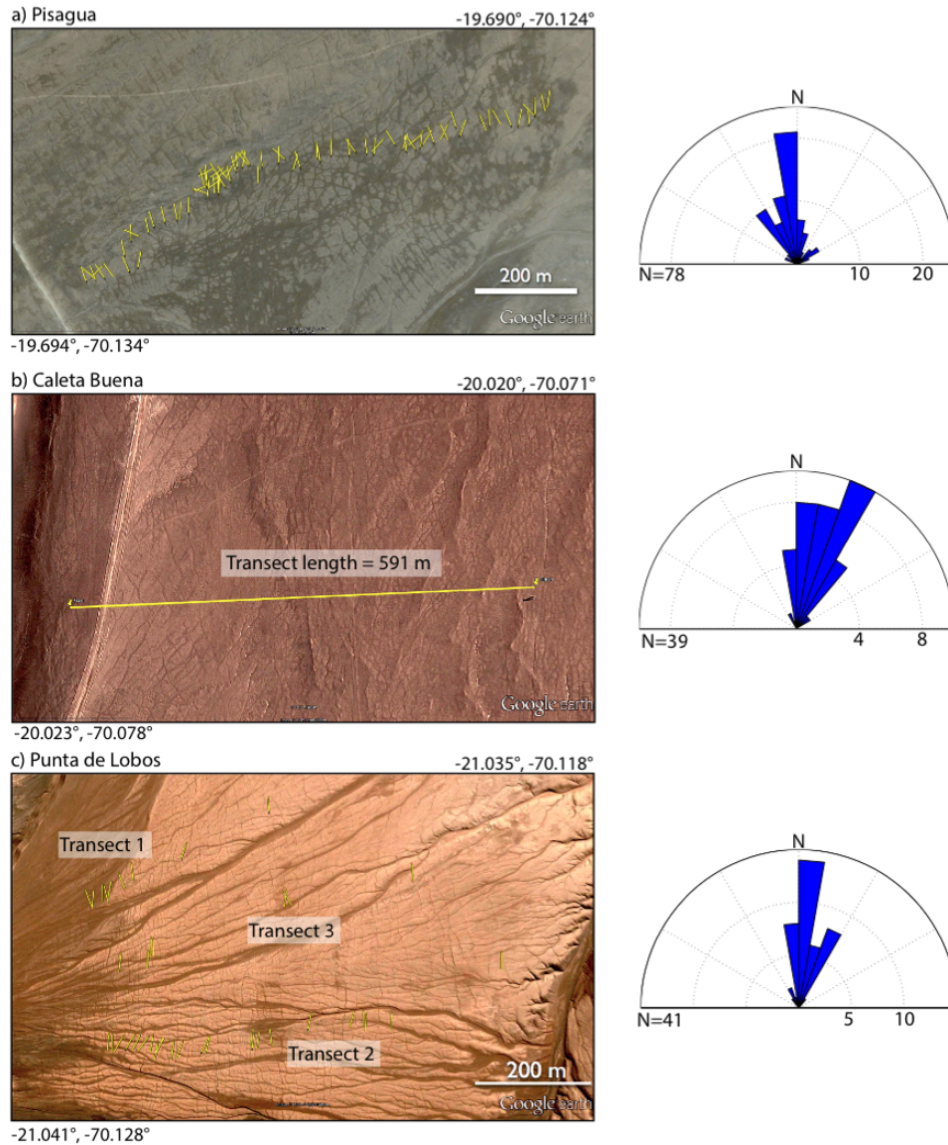 a) Pisagua
-19.690°, -70.124°
200 m
Google earth
-19.694°, -70.134°
N
N=78
10
20
b) Caleta Buena
-20.020°, -70.071°
Transect length = 591 m
Google earth
-20.023°, -70.078°
N
N=39
4
8
c) Punta de Lobos
-21.035°, -70.118°
Transect 1
Transect 3
Transect 2
200 m
Google earth
-21.041°, -70.128°
N
N=41
5
10